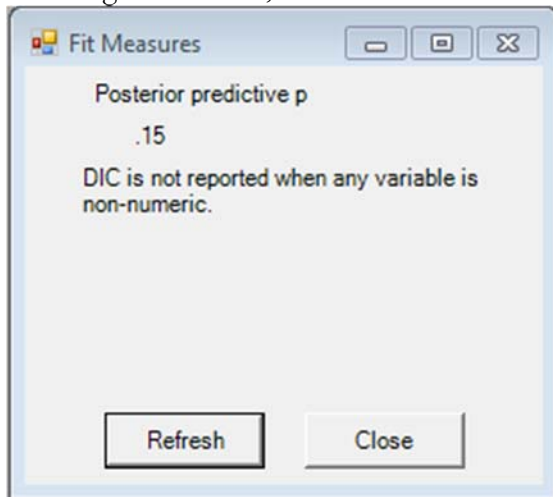 Fit Measures
Posterior predictive p
.15
DIC is not reported when any variable is
non-numeric.
Refresh
Close